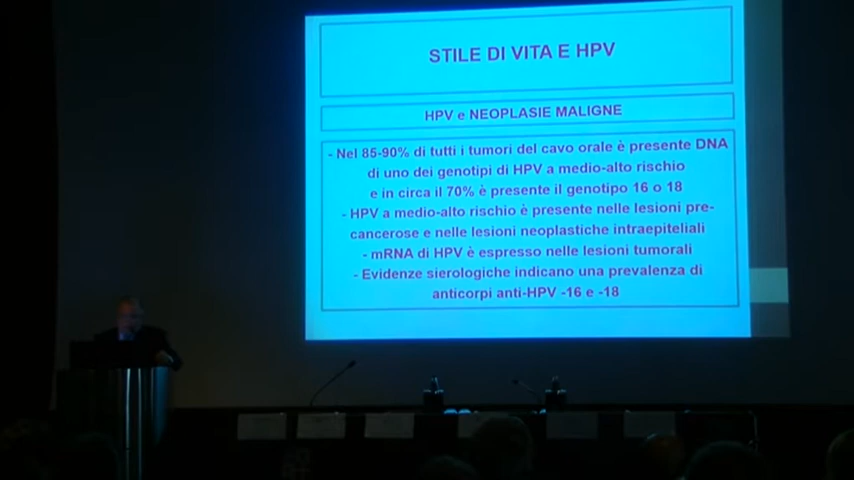 STILE DI VITA E HPV
HPV e NEOPLASIE MALIGNE
- Nel 85-90% di tutti i tumori del cavo orale è presente DNA
di uno dei genotipi di HPV a medio-alto rischio
e in circa il 70% è presente il genotipo 16 o 18
- HPV a medio-alto rischio è presente nelle lesioni pre-
cancerose e nelle lesioni neoplastiche intraepiteliali
- mRNA di HPV è espresso nelle lesioni tumorali
- Evidenze sierologiche indicano una prevalenza di
anticorpi anti-HPV -16 e -18